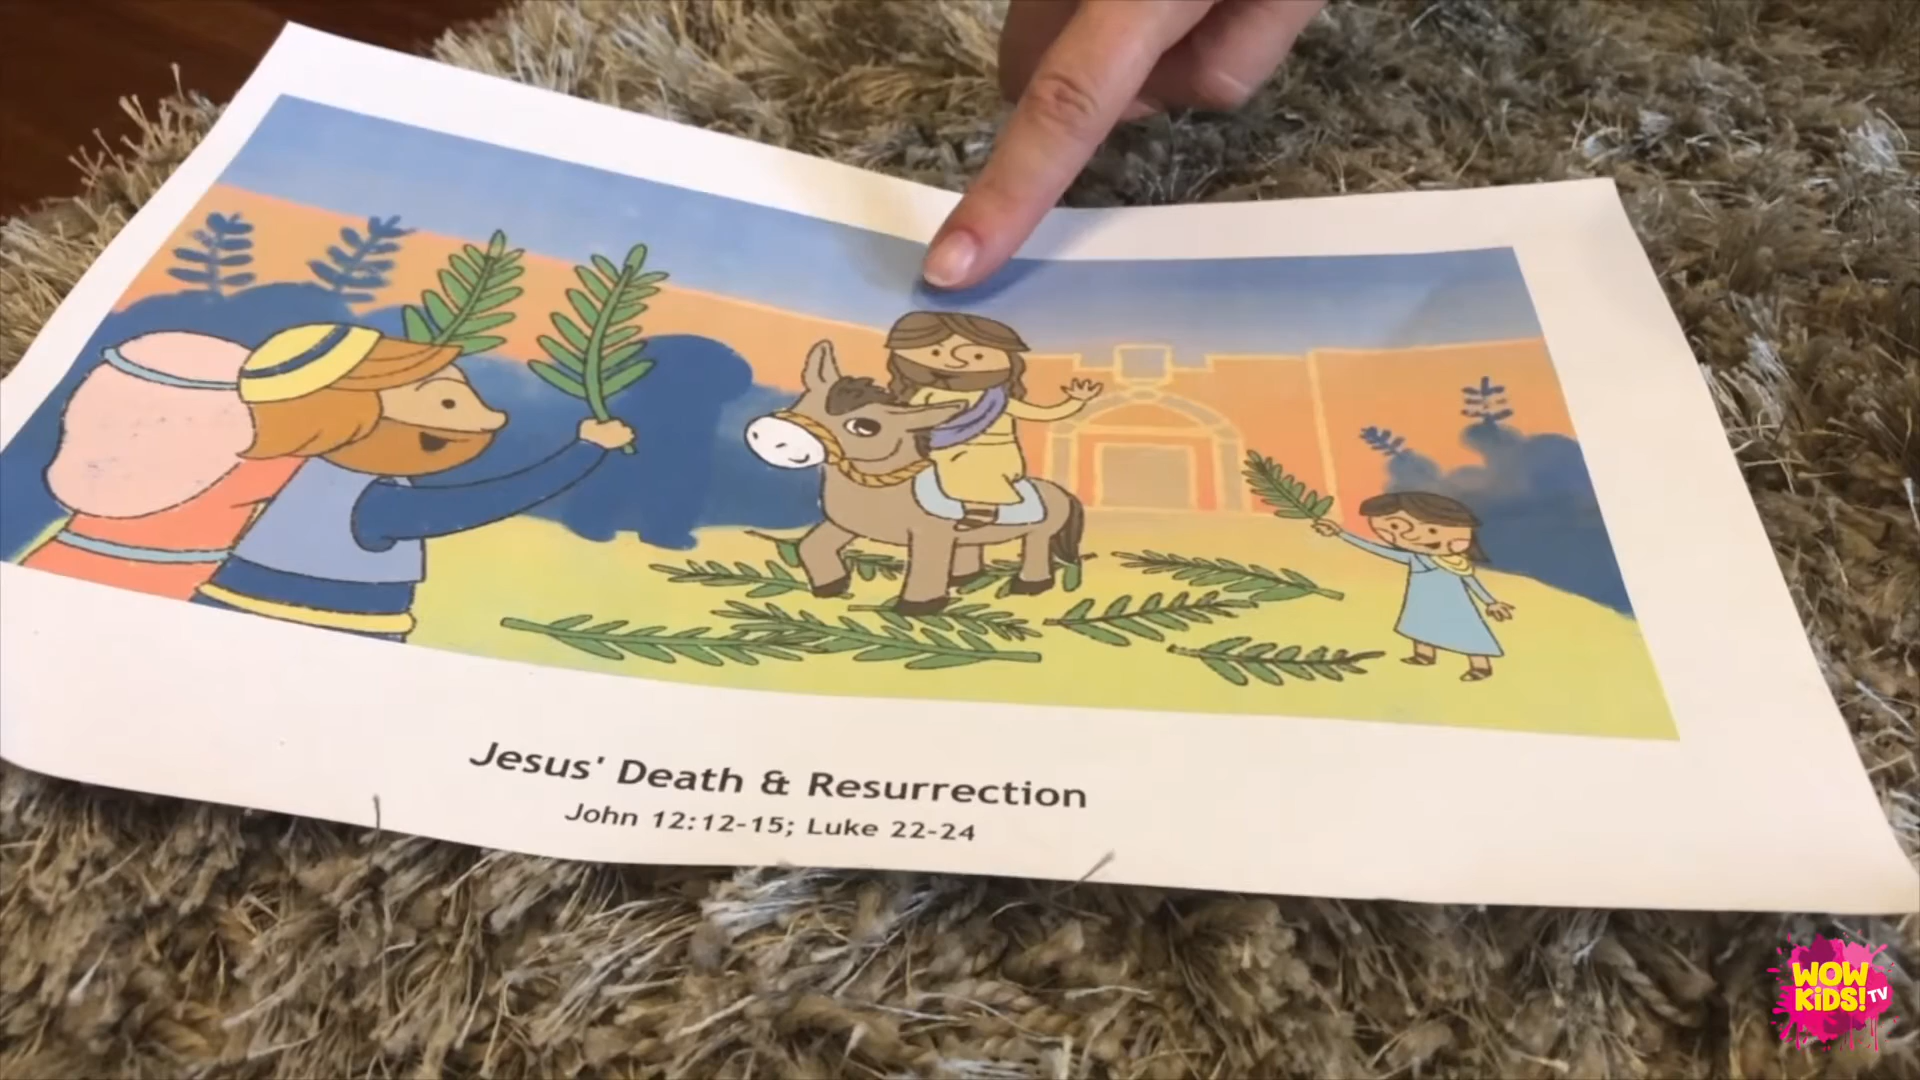 Jesus' Death & Resurrection
John 12:12-15; Luke 22-24
WOW
KiDS! TV